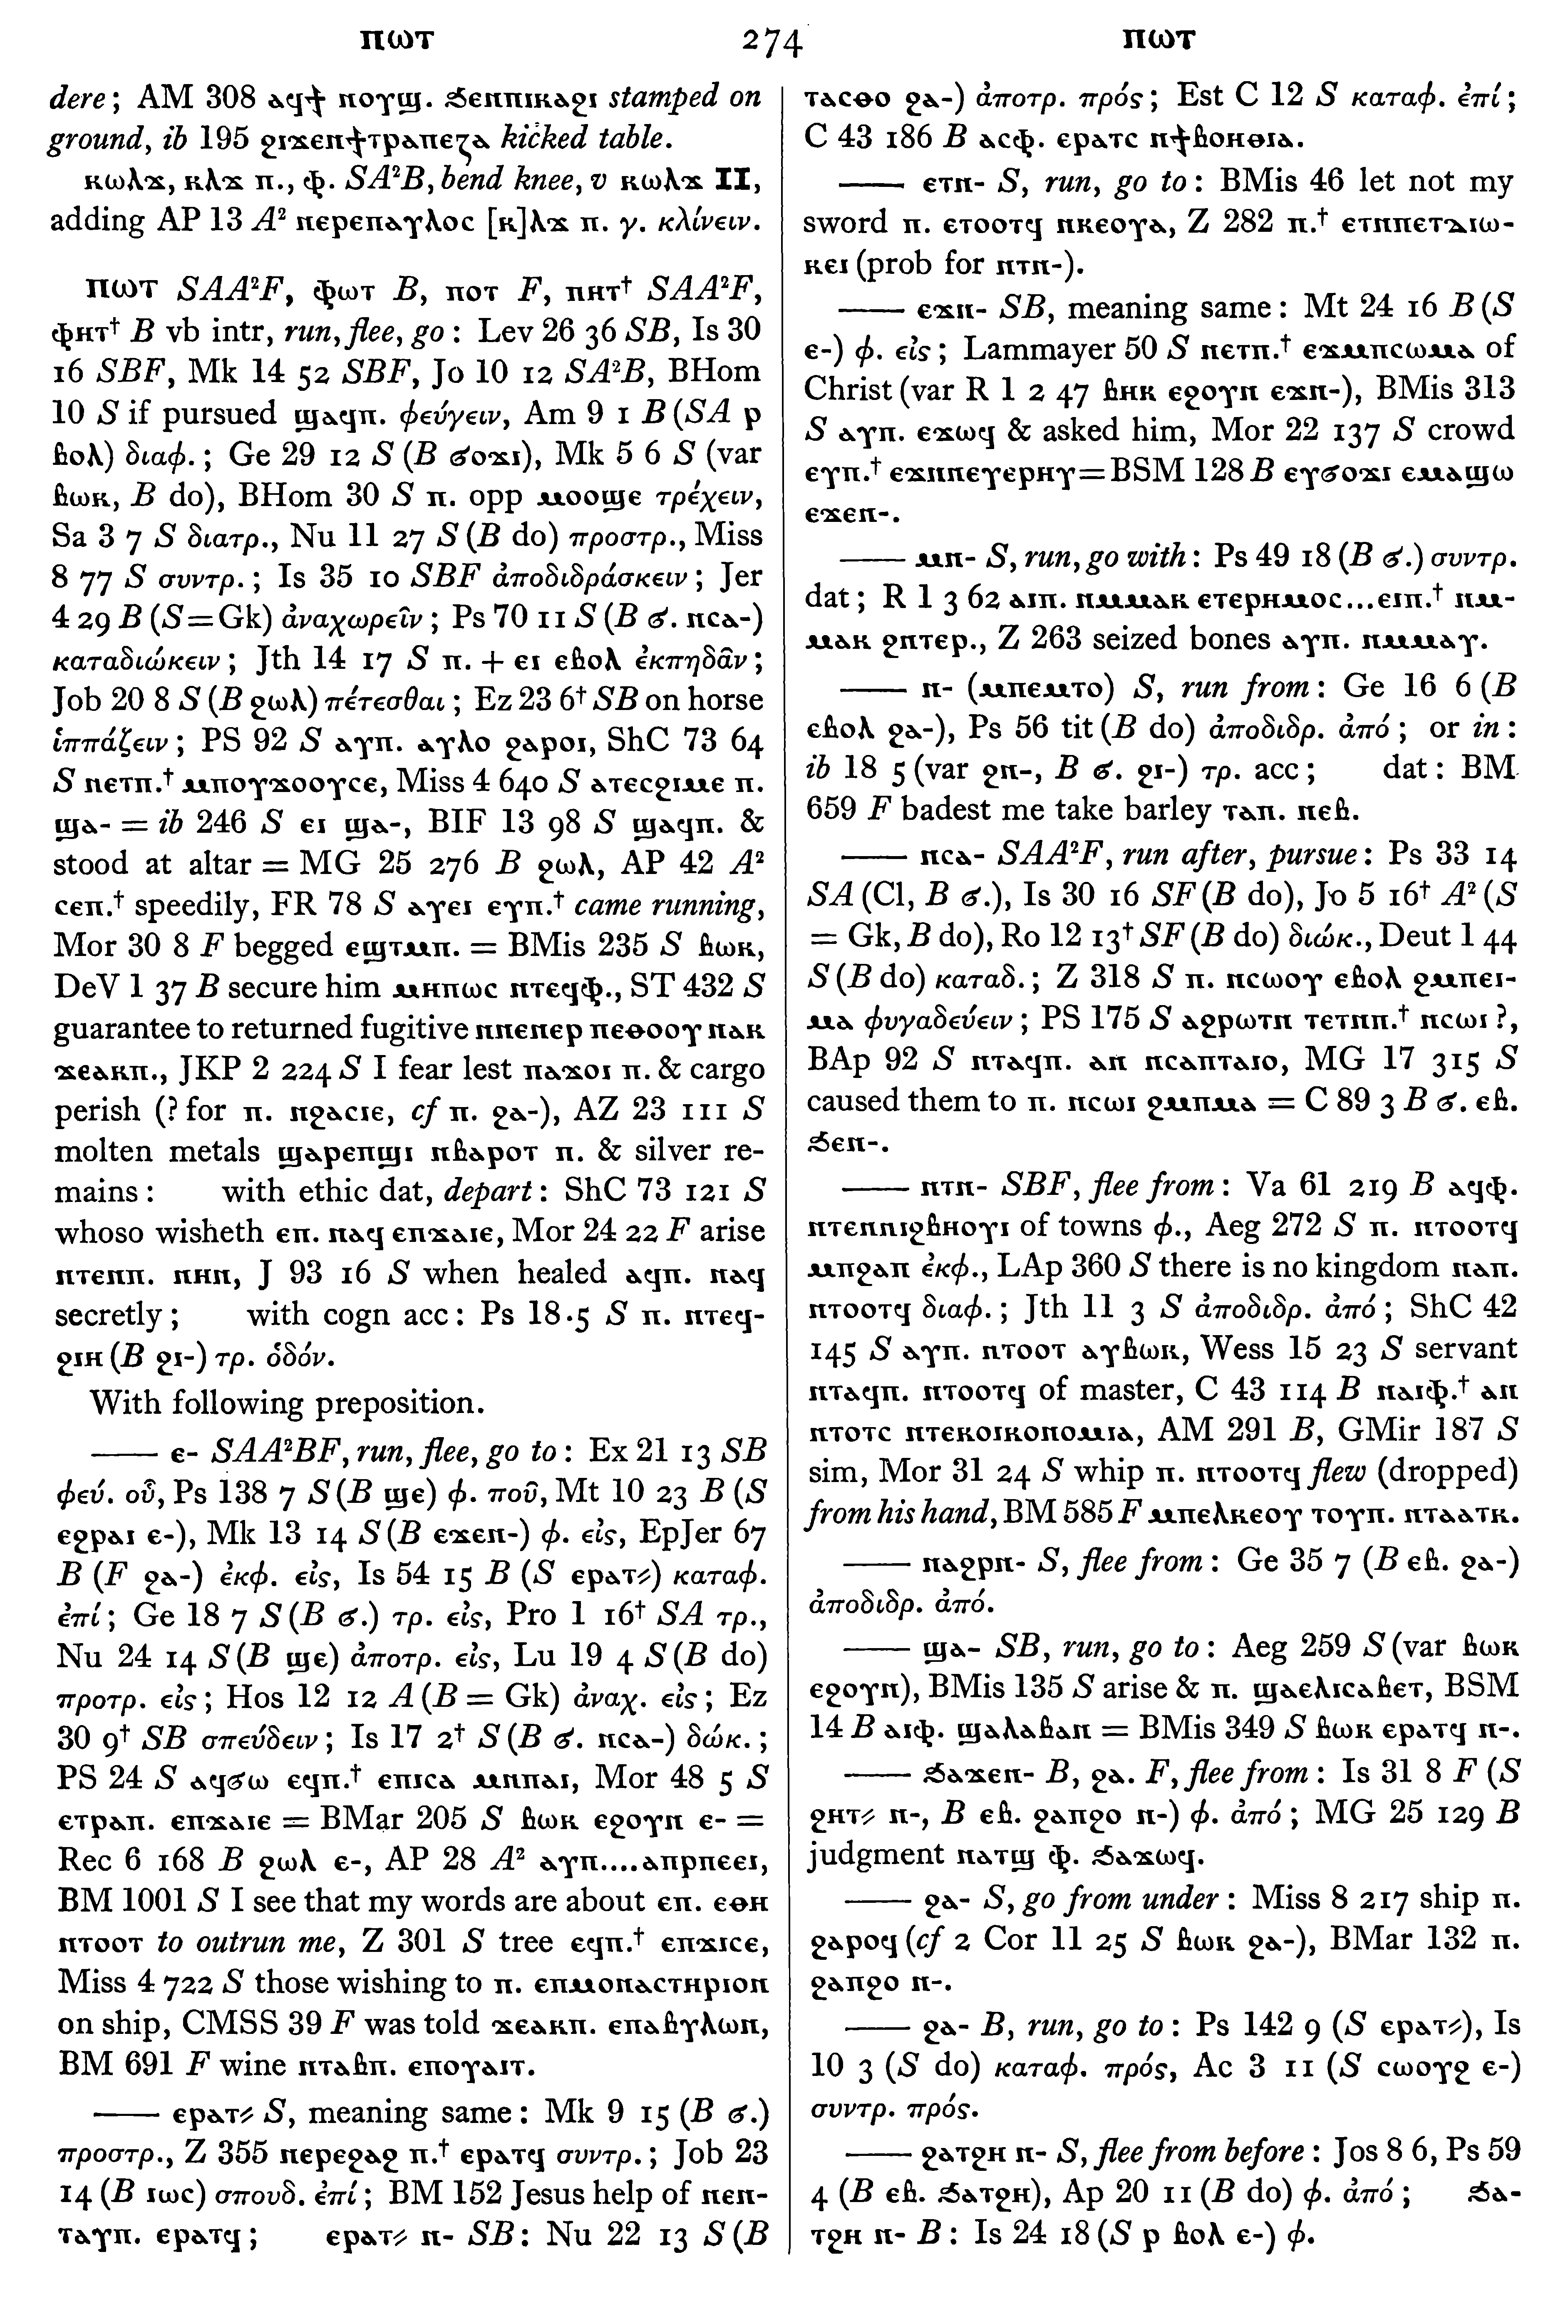 ⲡⲱⲧ 274 ⲡⲱⲧ
dere; AM 308 ⲁϥϯ ⲛⲟⲩϣ. ϧⲉⲛⲡⲓⲕⲁϩⲓ stamped on
ground, ib 195 ϩⲓϫⲉⲛϯⲧⲣⲁⲡⲉⲍⲁ kicked table.
ⲕⲱⲗϫ, ⲕⲗϫ ⲡ., ⲫ. SA²B, bend knee, v ⲕⲱⲗϫ II,
adding AP 13 A² ⲛⲉⲣⲉⲡⲁⲩⲗⲟⲥ [ⲕ]ⲗϫ ⲡ. γ. κλίνειν.
ⲡⲱⲧ SAA²F, ⲫⲱⲧ B, ⲡⲟⲧ F, ⲡⲏⲧ† SAA²F,
ⲫⲏⲧ† B vb intr, run, flee, go: Lev 26 36 SB, Is 30
16 SBF, Mk 14 52 SBF, Jo 10 12 SA²B, BHom
10 S if pursued ϣⲁϥⲡ. φεύγειν, Am 9 1 B (SA ⲣ
ⲃⲟⲗ) διαφ.; Ge 29 12 S (B ϭⲟϫⲓ), Mk 5 6 S (var
ⲃⲱⲕ, B do), BHom 30 S ⲡ. opp ⲙⲟⲟϣⲉ τρέχειν,
Sa 3 7 S διατρ., Nu 11 27 S (B do) προστρ., Miss
8 77 S συντρ.; Is 35 10 SBF ἀποδιδράσκειν; Jer
4 29 B (S = Gk) ἀναχωρεῖν; Ps 70 11 S (B ϭ. ⲛⲥⲁ-)
καταδιώκειν; Jth 14 17 S ⲡ. + ⲉⲓ ⲉⲃⲟⲗ ἐκπηδᾶν;
Job 20 8 S (B ϩⲱⲗ) πέτεσθαι; Ez 23 6† SB on horse
ἱππάζειν; PS 92 S ⲁⲩⲡ. ⲁⲩⲗⲟ ϩⲁⲣⲟⲓ, ShC 73 64
S ⲡⲉⲧⲡ.† ⲙⲡⲟⲩϫⲟⲟⲩⲥⲉ, Miss 4 640 S ⲁⲧⲉⲥϩⲓⲙⲉ ⲡ.
ϣⲁ- = ib 246 S ⲉⲓ ϣⲁ-, BIF 13 98 S ϣⲁϥⲡ. &
stood at altar = MG 25 276 B ϩⲱⲗ, AP 42 A²
ⲥⲉⲡ.† speedily, FR 78 S ⲁⲩⲉⲓ ⲉⲩⲡ.† came running,
Mor 30 8 F begged ⲉϣⲧⲙⲡ. = BMis 235 S ⲃⲱⲕ,
DeV 1 37 B secure him ⲙⲏⲡⲱⲥ ⲛⲧⲉϥⲫ., ST 432 S
guarantee to returned fugitive ⲛⲛⲉⲛⲉⲣ ⲡⲉⲑⲟⲟⲩ ⲛⲁⲕ
ϫⲉⲁⲕⲡ., JKP 2 224 S I fear lest ⲡⲁϫⲟⲓ ⲡ. & cargo
perish (? for ⲡ. ⲛϩⲁⲥⲓⲉ, cf ⲡ. ϩⲁ-), AZ 23 111 S
molten metals ϣⲁⲣⲉⲡϣⲓ ⲛⲃⲁⲣⲟⲧ ⲡ. & silver re-
mains: with ethic dat, depart: ShC 73 121 S
whoso wisheth ⲉⲡ. ⲛⲁϥ ⲉⲡϫⲁⲓⲉ, Mor 24 22 F arise
ⲛⲧⲉⲛⲡ. ⲛⲏⲛ, J 93 16 S when healed ⲁϥⲡ. ⲛⲁϥ
secretly; with cogn acc: Ps 18·5 S ⲡ. ⲛⲧⲉϥ-
ϩⲓⲏ (B ϩⲓ-) τρ. ὁδόν.
With following preposition.
—— ⲉ- SAA²BF, run, flee, go to: Ex 21 13 SB
φεύ. οὗ, Ps 138 7 S (B ϣⲉ) φ. ποῦ, Mt 10 23 B (S
ⲉϩⲣⲁⲓ ⲉ-), Mk 13 14 S (B ⲉϫⲉⲛ-) φ. εἰς, EpJer 67
B (F ϩⲁ-) ἐκφ. εἰς, Is 54 15 B (S ⲉⲣⲁⲧ⸗) καταφ.
ἐπί; Ge 18 7 S (B ϭ.) τρ. εἰς, Pro 1 16† SA τρ.,
Nu 24 14 S (B ϣⲉ) ἀποτρ. εἰς, Lu 19 4 S (B do)
προτρ. εἰς; Hos 12 12 A (B = Gk) ἀναχ. εἰς; Ez
30 9† SB σπεύδειν; Is 17 2† S (B ϭ. ⲛⲥⲁ-) δώκ.;
PS 24 S ⲁϥϭⲱ ⲉϥⲡ.† ⲉⲡⲓⲥⲁ ⲙⲛⲡⲁⲓ, Mor 48 5 S
ⲉⲧⲣⲁⲡ. ⲉⲡϫⲁⲓⲉ = BMar 205 S ⲃⲱⲕ ⲉϩⲟⲩⲛ ⲉ- =
Rec 6 168 B ϩⲱⲗ ⲉ-, AP 28 A² ⲁⲩⲡ....ⲁⲡⲣⲡⲉⲉⲓ,
BM 1001 S I see that my words are about ⲉⲡ. ⲉⲑⲏ
ⲛⲧⲟⲟⲧ to outrun me, Z 301 S tree ⲉϥⲡ.† ⲉⲡϫⲓⲥⲉ,
Miss 4 722 S those wishing to ⲡ. ⲉⲡⲙⲟⲛⲁⲥⲧⲏⲣⲓⲟⲛ
on ship, CMSS 39 F was told ϫⲉⲁⲕⲡ. ⲉⲡⲁⲃⲩⲗⲱⲛ,
BM 691 F wine ⲛⲧⲁⲃⲡ. ⲉⲡⲟⲩⲁⲓⲧ.
—— ⲉⲣⲁⲧ⸗ S, meaning same: Mk 9 15 (B ϭ.)
προστρ., Z 355 ⲛⲉⲣⲉϩⲁϩ ⲡ.† ⲉⲣⲁⲧϥ συντρ.; Job 23
14 (B ⲓⲱⲥ) σπουδ. ἐπί; BM 152 Jesus help of ⲛⲉⲛ-
ⲧⲁⲩⲡ. ⲉⲣⲁⲧϥ; ⲉⲣⲁⲧ⸗ ⲛ- SB: Nu 22 13 S (B
ⲧⲁⲥⲑⲟ ϩⲁ-) ἀποτρ. πρός; Est C 12 S καταφ. ἐπί;
C 43 186 B ⲁⲥⲫ. ⲉⲣⲁⲧⲥ ⲛϯⲃⲟⲏⲑⲓⲁ.
—— ⲉⲧⲛ- S, run, go to: BMis 46 let not my
sword ⲡ. ⲉⲧⲟⲟⲧϥ ⲛⲕⲉⲟⲩⲁ, Z 282 ⲡ.† ⲉⲧⲛⲡⲉⲧϫⲓⲱ-
ⲕⲉⲓ (prob for ⲛⲧⲛ-).
—— ⲉϫⲛ- SB, meaning same: Mt 24 16 B (S
ⲉ-) φ. εἰς; Lammayer 50 S ⲡⲉⲧⲡ.† ⲉϫⲙⲡⲥⲱⲙⲁ of
Christ (var R 1 2 47 ⲃⲏⲕ ⲉϩⲟⲩⲛ ⲉϫⲛ-), BMis 313
S ⲁⲩⲡ. ⲉϫⲱϥ & asked him, Mor 22 137 S crowd
ⲉⲩⲡ.† ⲉϫⲛⲛⲉⲩⲉⲣⲏⲩ = BSM 128 B ⲉⲩϭⲟϫⲓ ⲉⲙⲁϣⲱ
ⲉϫⲉⲛ-.
—— ⲙⲛ- S, run, go with: Ps 49 18 (B ϭ.) συντρ.
dat; R 1 3 62 ⲁⲓⲡ. ⲛⲙⲙⲁⲕ ⲉⲧⲉⲣⲏⲙⲟⲥ...ⲉⲓⲡ.† ⲛⲙ-
ⲙⲁⲕ ϩⲛⲧⲉⲣ., Z 263 seized bones ⲁⲩⲡ. ⲛⲙⲙⲁⲩ.
—— ⲛ- (ⲙⲡⲉⲙⲧⲟ) S, run from: Ge 16 6 (B
ⲉⲃⲟⲗ ϩⲁ-), Ps 56 tit (B do) ἀποδιδρ. ἀπό; or in:
ib 18 5 (var ϩⲛ-, B ϭ. ϩⲓ-) τρ. acc; dat: BM
659 F badest me take barley ⲧⲁⲡ. ⲛⲉⲃ.
—— ⲛⲥⲁ- SAA²F, run after, pursue: Ps 33 14
SA (Cl, B ϭ.), Is 30 16 SF (B do), Jo 5 16† A² (S
= Gk, B do), Ro 12 13† SF (B do) διώκ., Deut 1 44
S (B do) καταδ.; Z 318 S ⲡ. ⲛⲥⲱⲟⲩ ⲉⲃⲟⲗ ϩⲙⲡⲉⲓ-
ⲙⲁ φυγαδεύειν; PS 175 S ⲁϩⲣⲱⲧⲛ ⲧⲉⲧⲛⲡ.† ⲛⲥⲱⲓ ?,
BAp 92 S ⲛⲧⲁϥⲡ. ⲁⲛ ⲛⲥⲁⲡⲧⲁⲓⲟ, MG 17 315 S
caused them to ⲡ. ⲛⲥⲱⲓ ϩⲙⲡⲙⲁ = C 89 3 B ϭ. ⲉⲃ.
ϧⲉⲛ-.
—— ⲛⲧⲛ- SBF, flee from: Va 61 219 B ⲁϥⲫ.
ⲛⲧⲉⲛⲛⲓϩⲃⲏⲟⲩⲓ of towns φ., Aeg 272 S ⲡ. ⲛⲧⲟⲟⲧϥ
ⲙⲡϩⲁⲡ ἐκφ., LAp 360 S there is no kingdom ⲛⲁⲡ.
ⲛⲧⲟⲟⲧϥ διαφ.; Jth 11 3 S ἀποδιδρ. ἀπό; ShC 42
145 S ⲁⲩⲡ. ⲛⲧⲟⲟⲧ ⲁⲩⲃⲱⲕ, Wess 15 23 S servant
ⲛⲧⲁϥⲡ. ⲛⲧⲟⲟⲧϥ of master, C 43 114 B ⲛⲁⲓⲫ.† ⲁⲛ
ⲛⲧⲟⲧⲥ ⲛⲧⲉⲕⲟⲓⲕⲟⲛⲟⲙⲓⲁ, AM 291 B, GMir 187 S
sim, Mor 31 24 S whip ⲡ. ⲛⲧⲟⲟⲧϥ flew (dropped)
from his hand, BM 585 F ⲙⲡⲉⲗⲕⲉⲟⲩ ⲧⲟⲩⲡ. ⲛⲧⲁⲁⲧⲕ.
—— ⲛⲁϩⲣⲛ- S, flee from: Ge 35 7 (B ⲉⲃ. ϩⲁ-)
ἀποδιδρ. ἀπό.
—— ϣⲁ- SB, run, go to: Aeg 259 S (var ⲃⲱⲕ
ⲉϩⲟⲩⲛ), BMis 135 S arise & ⲡ. ϣⲁⲉⲗⲓⲥⲁⲃⲉⲧ, BSM
14 B ⲁⲓⲫ. ϣⲁⲗⲁⲃⲁⲛ = BMis 349 S ⲃⲱⲕ ⲉⲣⲁⲧϥ ⲛ-.
—— ϧⲁϫⲉⲛ- B, ϩⲁ. F, flee from: Is 31 8 F (S
ϩⲏⲧ⸗ ⲛ-, B ⲉⲃ. ϩⲁⲡϩⲟ ⲛ-) φ. ἀπό; MG 25 129 B
judgment ⲛⲁⲧϣ ⲫ. ϧⲁϫⲱϥ.
—— ϩⲁ- S, go from under: Miss 8 217 ship ⲡ.
ϩⲁⲣⲟϥ (cf 2 Cor 11 25 S ⲃⲱⲕ ϩⲁ-), BMar 132 ⲡ.
ϩⲁⲡϩⲟ ⲛ-.
—— ϩⲁ- B, run, go to: Ps 142 9 (S ⲉⲣⲁⲧ⸗), Is
10 3 (S do) καταφ. πρός, Ac 3 11 (S ⲥⲱⲟⲩϩ ⲉ-)
συντρ. πρός.
—— ϩⲁⲧϩⲏ ⲛ- S, flee from before: Jos 8 6, Ps 59
4 (B ⲉⲃ. ϧⲁⲧϩⲏ), Ap 20 11 (B do) φ. ἀπό; ϧⲁ-
ⲧϩⲏ ⲛ- B: Is 24 18 (S ⲣ ⲃⲟⲗ ⲉ-) φ.